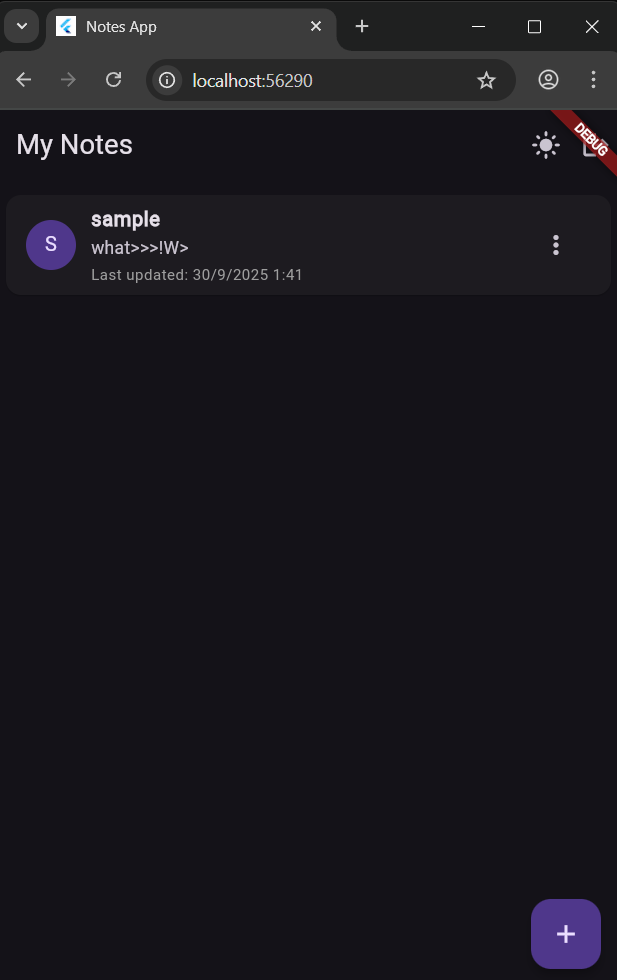 Notes App
localhost:56290
My Notes
DEBUG
S
sample
what>>>!W>
Last updated: 30/9/2025 1:41